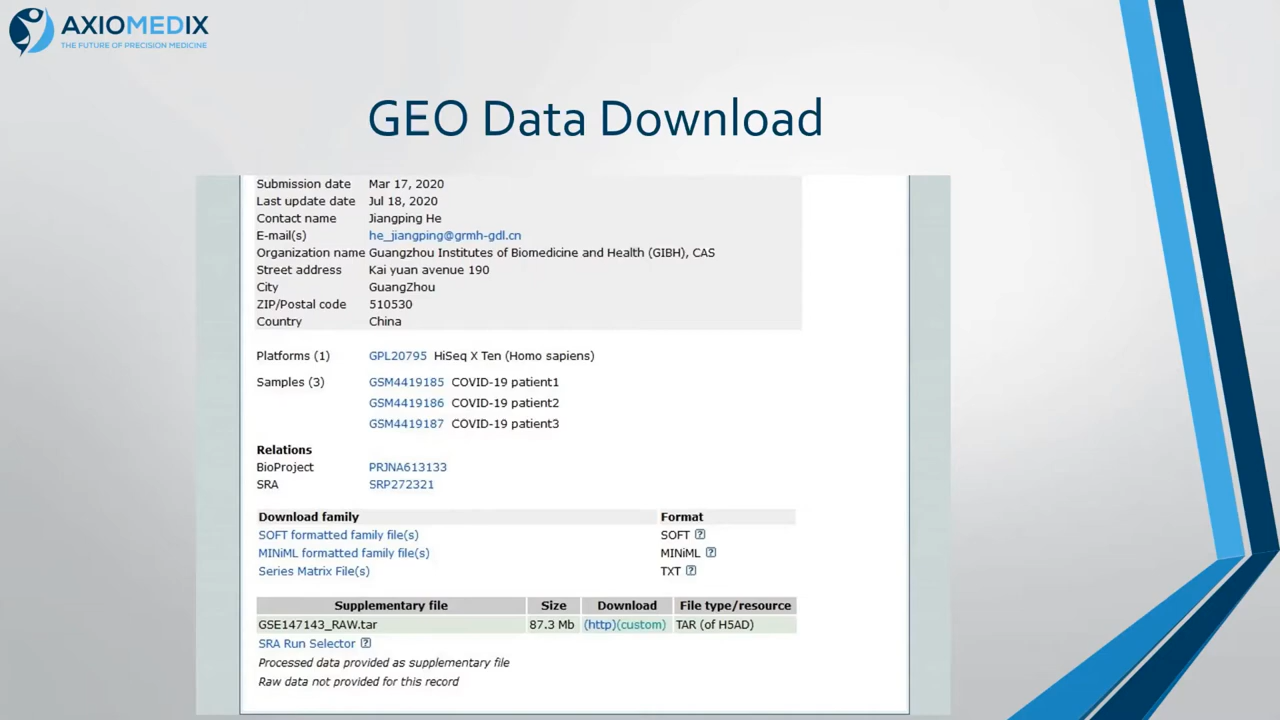 AXIOMEDIX
THE FUTURE OF PRECISION MEDICINE
GEO Data Download
Submission date Mar 17, 2020
Last update date Jul 18, 2020
Contact name Jiangping He
E-mail(s) he_jiangping@grmh-gdl.cn
Organization name Guangzhou Institutes of Biomedicine and Health (GIBH), CAS
Street address Kai yuan avenue 190
City GuangZhou
ZIP/Postal code 510530
Country China
Platforms (1) GPL20795 HiSeq X Ten (Homo sapiens)
Samples (3) GSM4419185 COVID-19 patient1
GSM4419186 COVID-19 patient2
GSM4419187 COVID-19 patient3
Relations
BioProject PRJNA613133
SRA SRP272321
Download family Format
SOFT formatted family file(s) SOFT ?
MINiML formatted family file(s) MINiML ?
Series Matrix File(s) TXT ?
Supplementary file Size Download File type/resource
GSE147143_RAW.tar 87.3 Mb (http)(custom) TAR (of H5AD)
SRA Run Selector ?
Processed data provided as supplementary file
Raw data not provided for this record